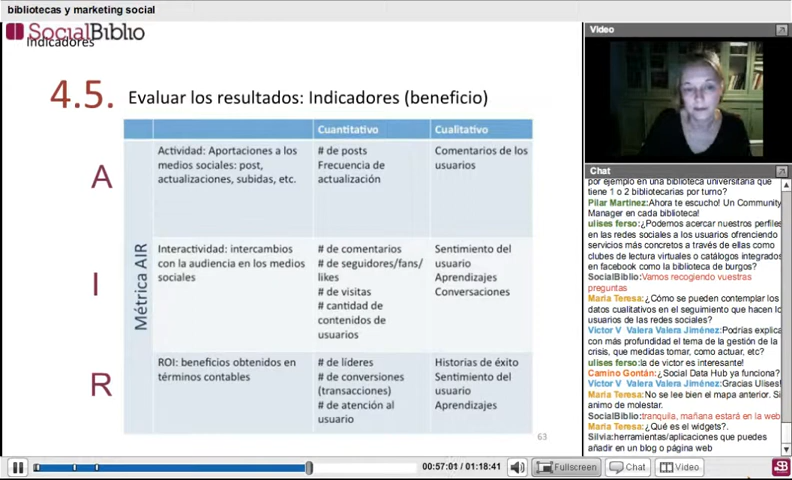 bibliotecas y marketing social
SocialBiblio
Indicadores
4.5. Evaluar los resultados: Indicadores (beneficio)
Cuantitativo
Cualitativo
Métrica AIR
A
Actividad: Aportaciones a los
medios sociales: post,
actualizaciones, subidas, etc.
# de posts
Frecuencia de
actualización
Comentarios de los
usuarios
I
Interactividad: intercambios
con la audiencia en los medios
sociales
# de comentarios
# de seguidores/fans/
likes
# de visitas
# cantidad de
contenidos de
usuarios
Sentimiento del
usuario
Aprendizajes
Conversaciones
R
ROI: beneficios obtenidos en
términos contables
# de líderes
# de conversiones
(transacciones)
# de atención al
usuario
Historias de éxito
Sentimiento del
usuario
Aprendizajes
63
Video
Chat
por ejemplo en una biblioteca universitaria que
tiene 1 o 2 bibliotecarias por turno?
Pilar Martínez:Ahora te escucho! Un Community
Manager en cada biblioteca!
ulises ferso:¿Podemos acercar nuestros perfiles
en las redes sociales a los usuarios ofreciendo
servicios más concretos a través de ellas como
clubes de lectura virtuales o catálogos integrados
en facebook como la biblioteca de burgos?
SocialBiblio:Vamos recogiendo vuestras
preguntas
Maria Teresa:¿Cómo se pueden contemplar los
datos cualitativos en el seguimiento que hacen lo
usuarios de las redes sociales?
Victor V Valera Valera Jiménez:Podrías explica
con más profundidad el tema de la gestión de la
crisis, que medidas tomar, como actuar, etc?
ulises ferso:la de victor es interesante!
Camino Gontán:¿Social Data Hub ya funciona?
Victor V Valera Valera Jiménez:Gracias Ulises!
Maria Teresa:No se lee bien el mapa anterior. Si
animo de molestar.
SocialBiblio:tranquila, mañana estará en la web
Maria Teresa:¿Qué es el widgets?.
Silvia:herramientas/aplicaciones que puedes
añadir en un blog o página web
00:57:01 / 01:18:41
Fullscreen
Chat
Video
SB